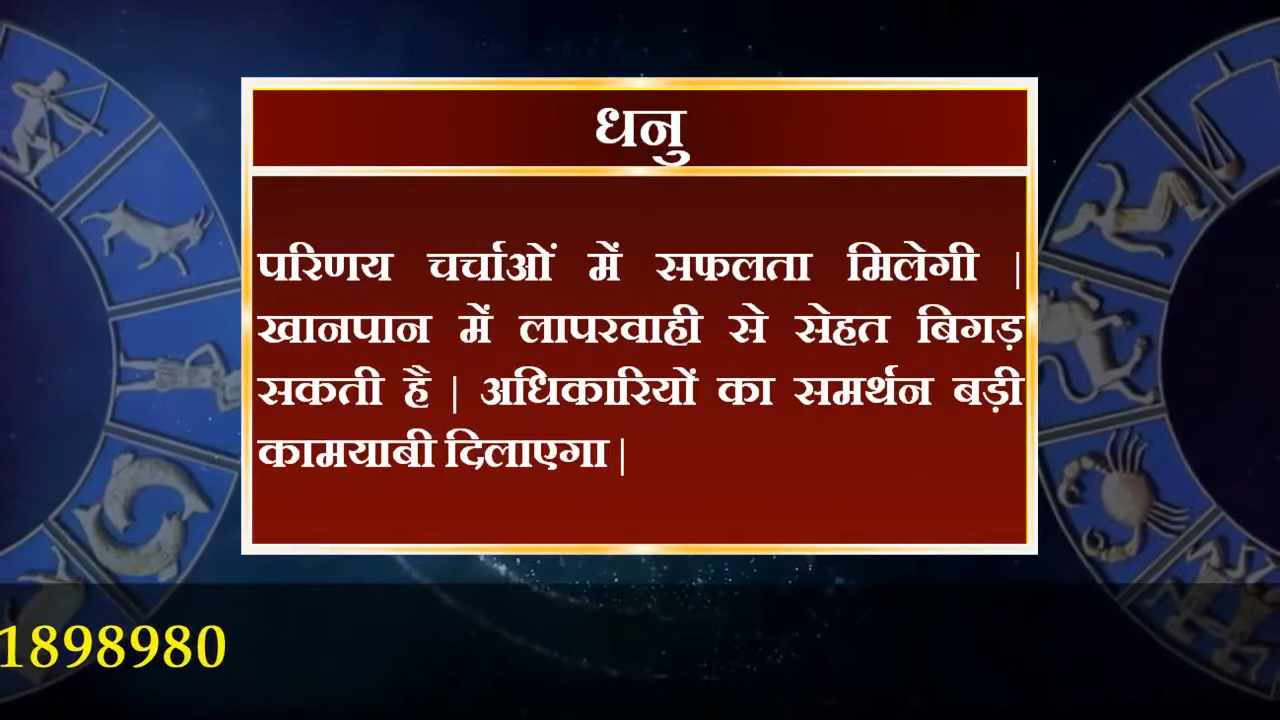 धनु
परिणय चर्चाओं में सफलता मिलेगी |
खानपान में लापरवाही से सेहत बिगड़
सकती है | अधिकारियों का समर्थन बड़ी
कामयाबी दिलाएगा |
1898980